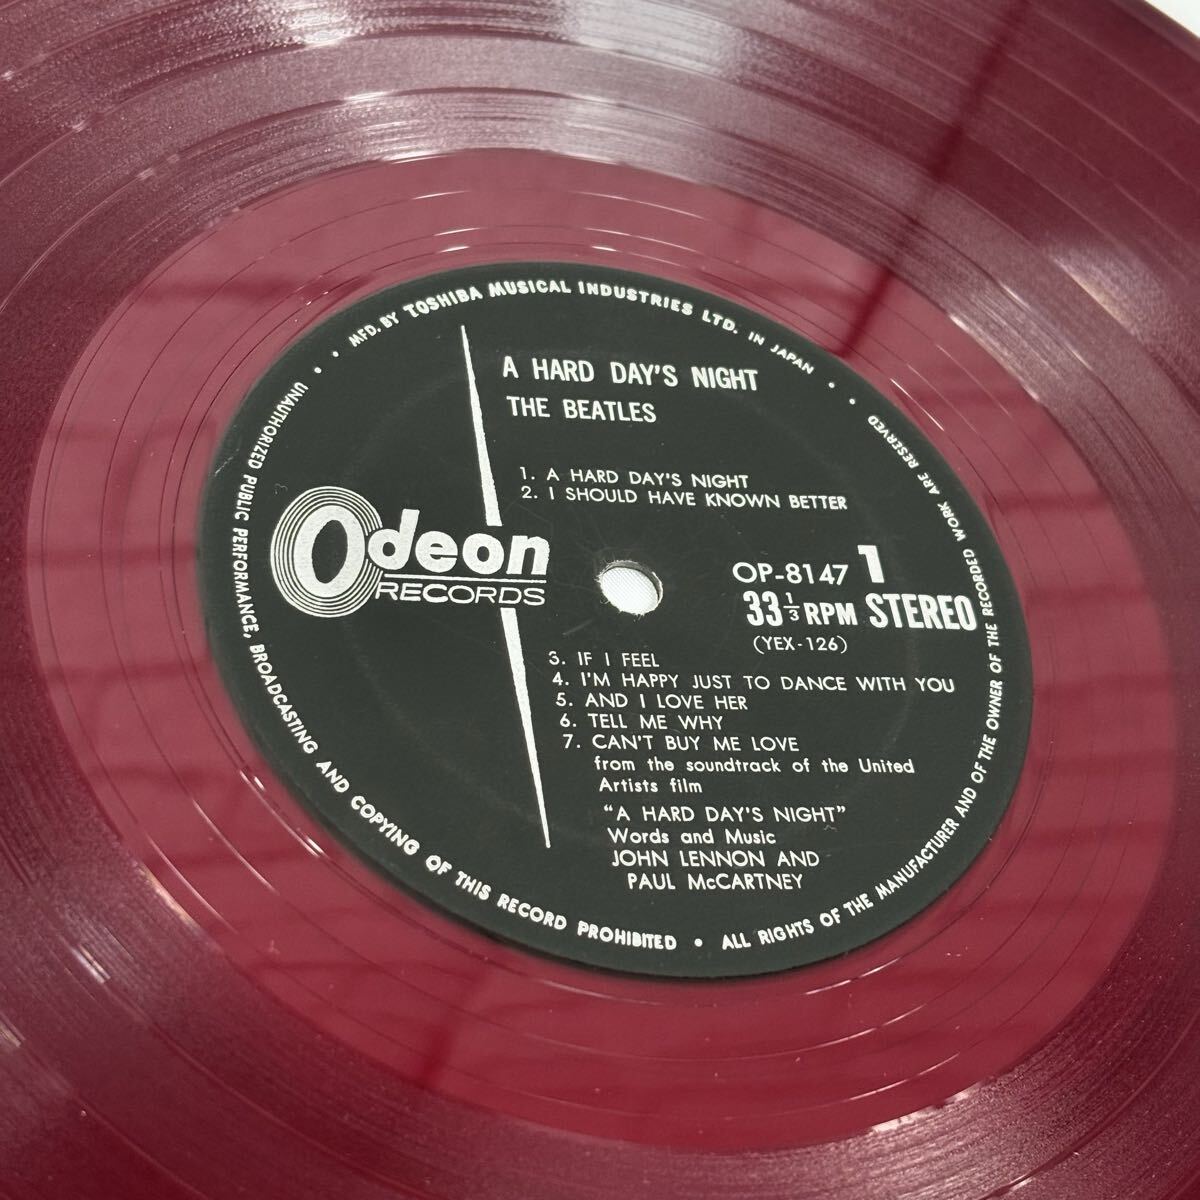 MFD. BY TOSHIBA MUSICAL INDUSTRIES LTD. IN JAPAN •
A HARD DAY'S NIGHT
THE BEATLES
1. A HARD DAY'S NIGHT
2. I SHOULD HAVE KNOWN BETTER
Odeon
RECORDS
OP-8147 1
33 1/3 RPM STEREO
(YEX-126)
3. IF I FEEL
4. I'M HAPPY JUST TO DANCE WITH YOU
5. AND I LOVE HER
6. TELL ME WHY
7. CAN'T BUY ME LOVE
from the soundtrack of the United
Artists film
"A HARD DAY'S NIGHT"
Words and Music
JOHN LENNON AND
PAUL McCARTNEY
• UNAUTHORIZED PUBLIC PERFORMANCE, BROADCASTING AND COPYING OF THIS RECORD PROHIBITED • ALL RIGHTS OF THE MANUFACTURER AND OF THE OWNER OF THE RECORDED WORK ARE RESERVED •